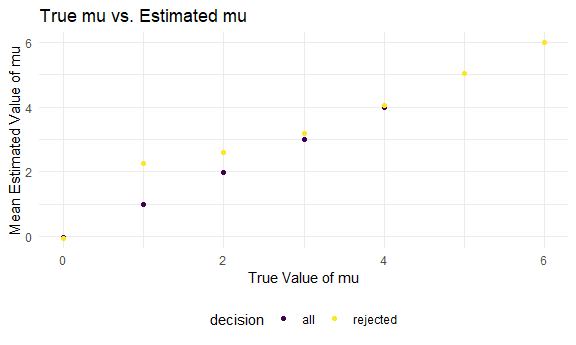 True mu vs. Estimated mu
Mean Estimated Value of mu
6
4
2
0
0 2 4 6
True Value of mu
decision all rejected